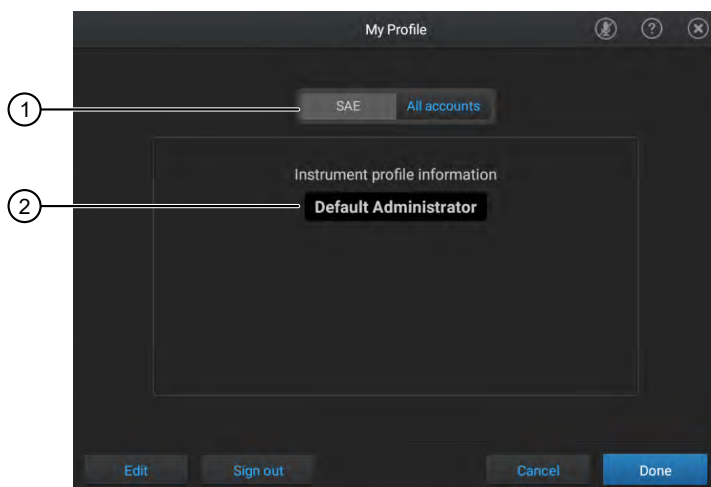 My Profile
?
1
SAE All accounts
Instrument profile information
2
Default Administrator
Edit Sign out Cancel Done